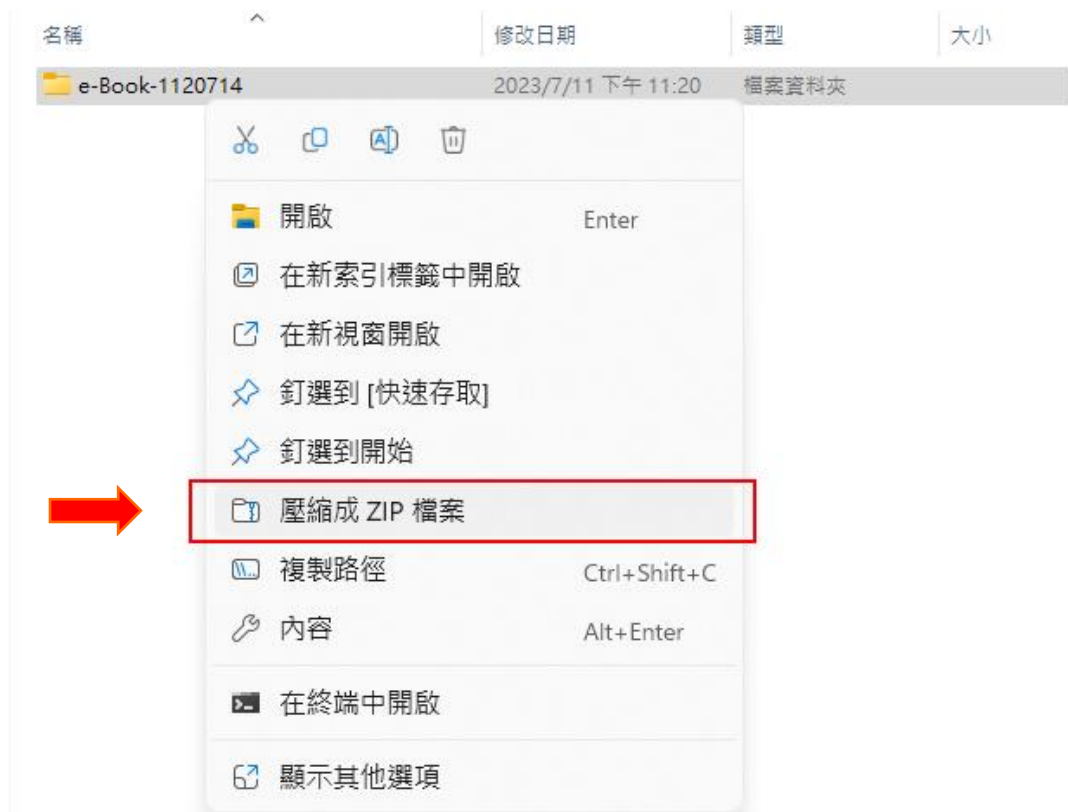 名稱 修改日期 類型 大小
e-Book-1120714 2023/7/11 下午 11:20 檔案資料夾
開啟 Enter
在新索引標籤中開啟
在新視窗開啟
釘選到 [快速存取]
釘選到開始
壓縮成 ZIP 檔案
複製路徑 Ctrl+Shift+C
內容 Alt+Enter
在終端中開啟
顯示其他選項